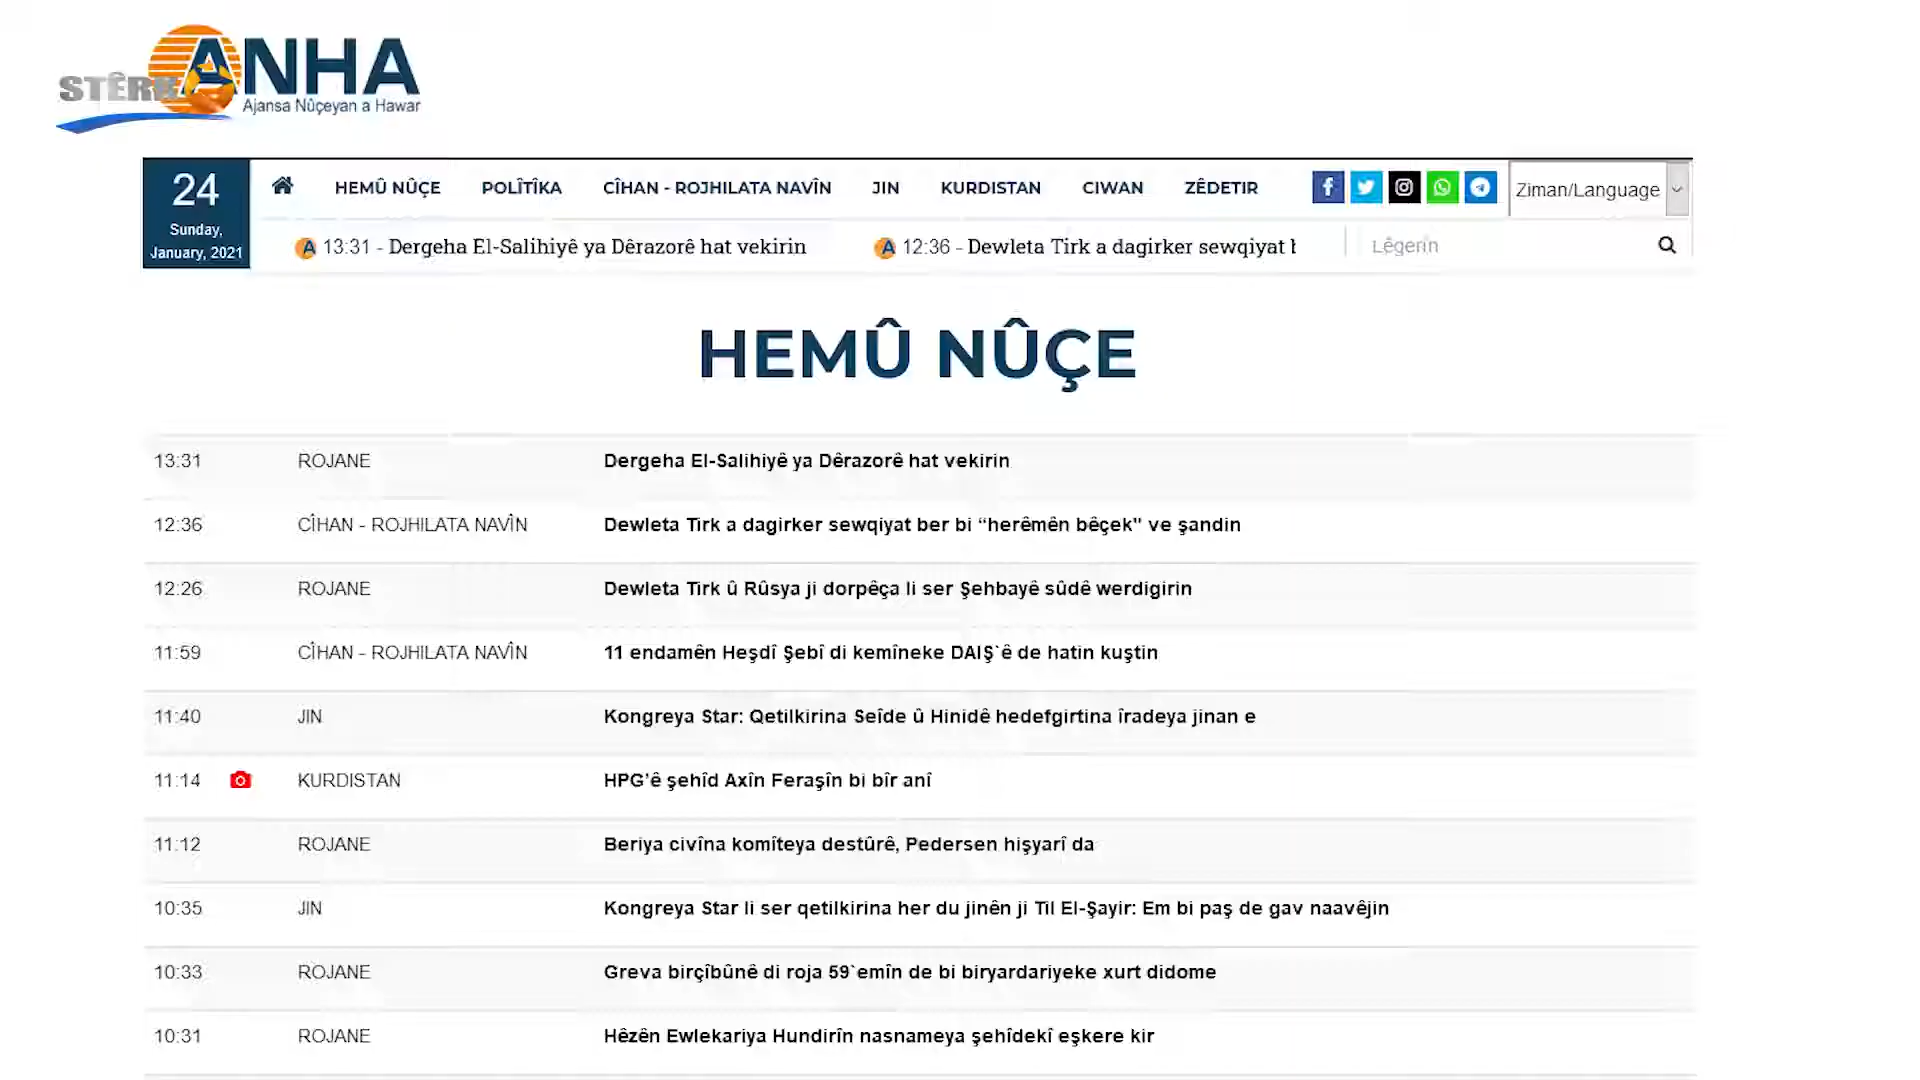 STÊRK
ANHA
Ajansa Nûçeyan a Hawar
24
Sunday,
January, 2021
HEMÛ NÛÇE
POLÎTÎKA
CÎHAN - ROJHILATA NAVÎN
JIN
KURDISTAN
CIWAN
ZÊDETIR
Ziman/Language
13:31 - Dergeha El-Salihiyê ya Dêrazorê hat vekirin
12:36 - Dewleta Tirk a dagirker sewqiyat
Lêgerîn
HEMÛ NÛÇE
13:31 ROJANE Dergeha El-Salihiyê ya Dêrazorê hat vekirin
12:36 CÎHAN - ROJHILATA NAVÎN Dewleta Tirk a dagirker sewqiyat ber bi “herêmên bêçek" ve şandin
12:26 ROJANE Dewleta Tirk û Rûsya ji dorpêça li ser Şehbayê sûdê werdigirin
11:59 CÎHAN - ROJHILATA NAVÎN 11 endamên Heşdî Şebî di kemîneke DAIŞ`ê de hatin kuştin
11:40 JIN Kongreya Star: Qetilkirina Seîde û Hinidê hedefgirtina îradeya jinan e
11:14 KURDISTAN HPG’ê şehîd Axîn Feraşîn bi bîr anî
11:12 ROJANE Beriya civîna komîteya destûrê, Pedersen hişyarî da
10:35 JIN Kongreya Star li ser qetilkirina her du jinên ji Til El-Şayir: Em bi paş de gav naavêjin
10:33 ROJANE Greva birçîbûnê di roja 59`emîn de bi biryardariyeke xurt didome
10:31 ROJANE Hêzên Ewlekariya Hundirîn nasnameya şehîdekî eşkere kir